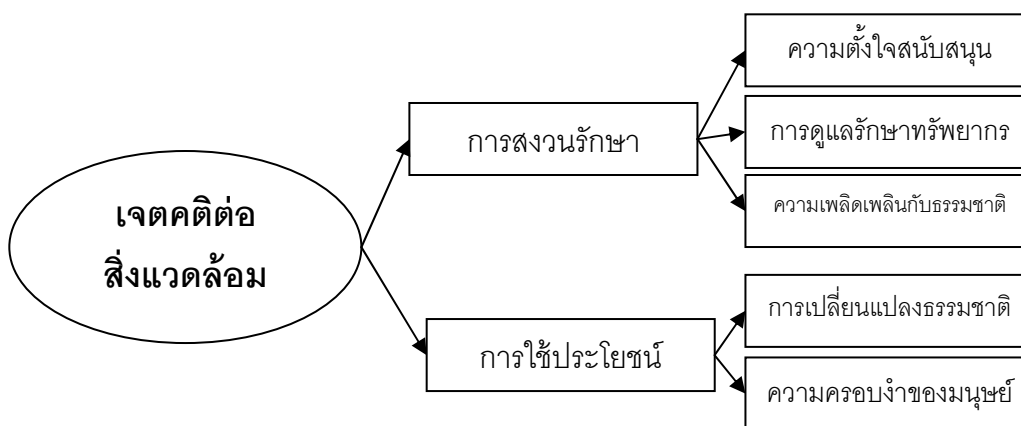 เจตคติต่อ
สิ่งแวดล้อม
การสงวนรักษา
ความตั้งใจสนับสนุน
การดูแลรักษาทรัพยากร
ความเพลิดเพลินกับธรรมชาติ
การใช้ประโยชน์
การเปลี่ยนแปลงธรรมชาติ
ความครอบงำของมนุษย์